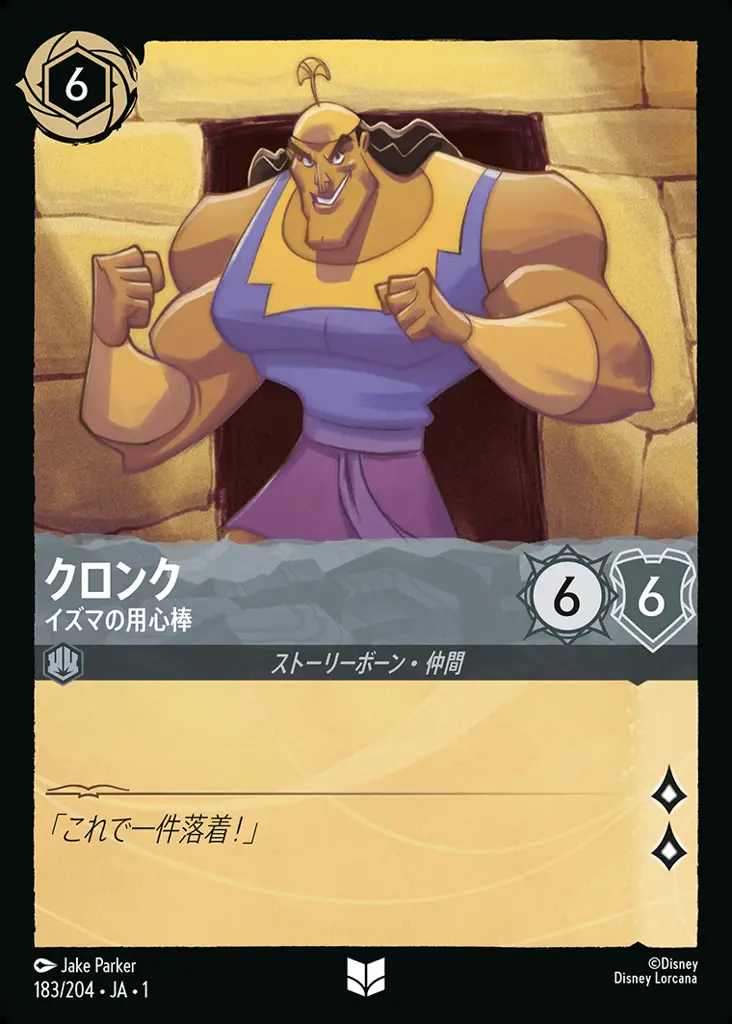 6
クロンク
イズマの用心棒
6
6
ストーリーボーン・仲間
「これで一件落着!」
Jake Parker
183/204・JA・1
©Disney
Disney Lorcana